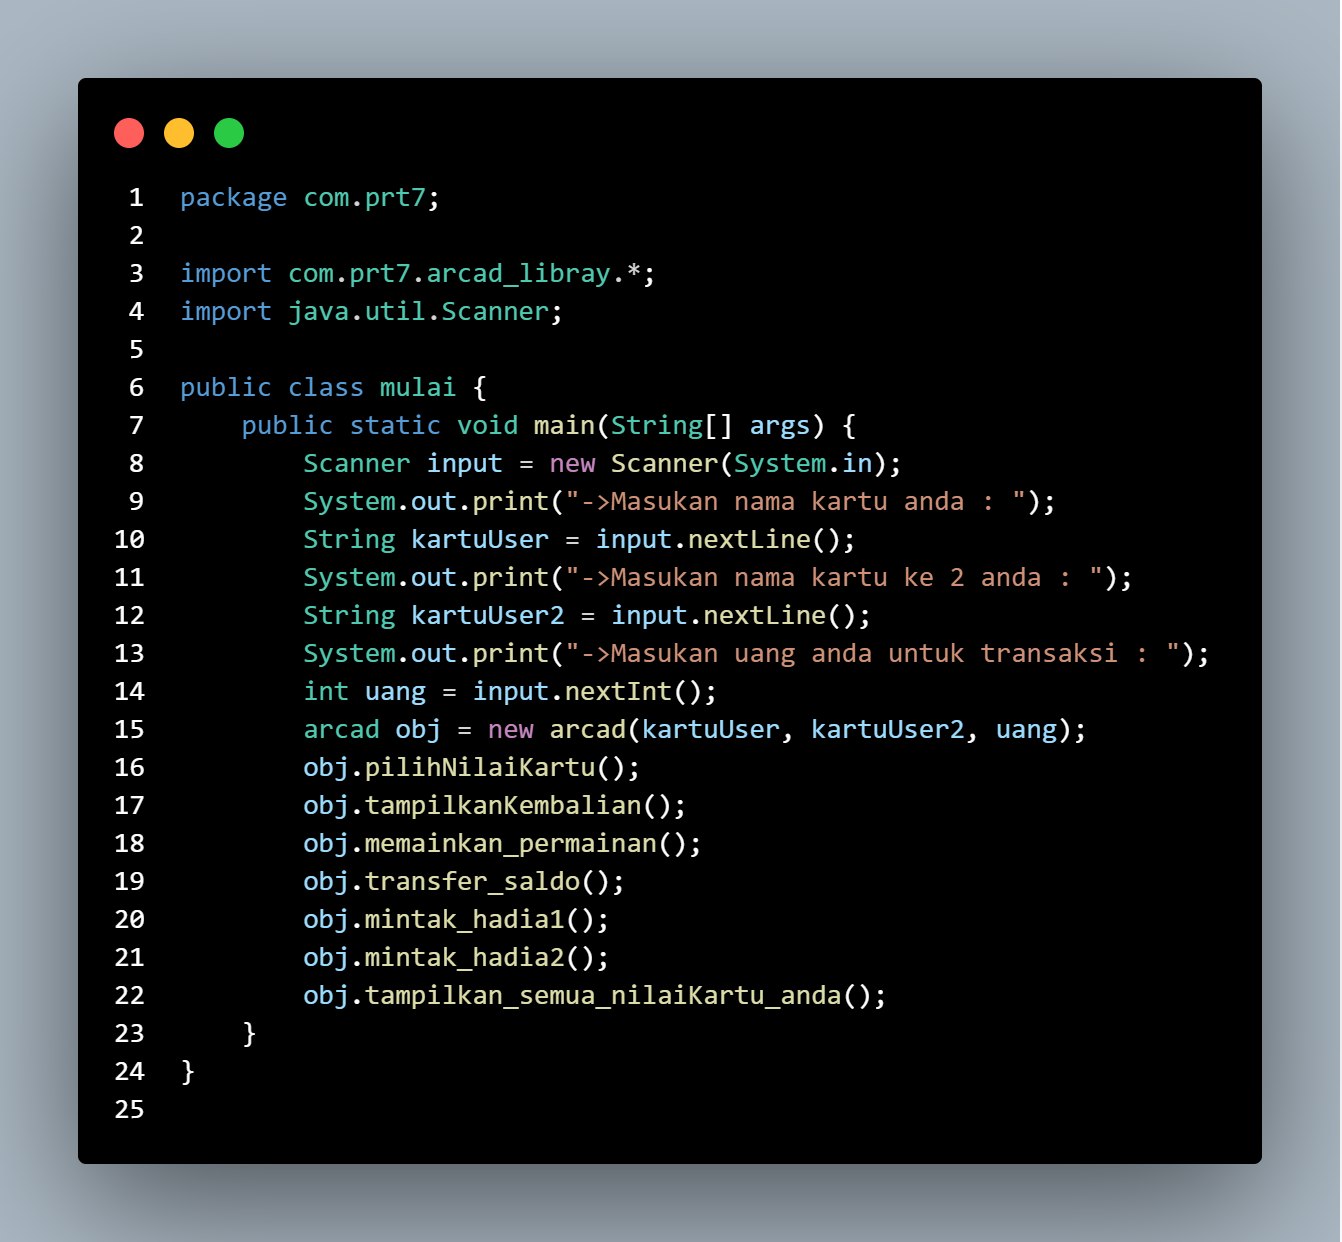 1 package com.prt7;
2
3 import com.prt7.arcad_libray.*;
4 import java.util.Scanner;
5
6 public class mulai {
7     public static void main(String[] args) {
8         Scanner input = new Scanner(System.in);
9         System.out.print("->Masukan nama kartu anda : ");
10         String kartuUser = input.nextLine();
11         System.out.print("->Masukan nama kartu ke 2 anda : ");
12         String kartuUser2 = input.nextLine();
13         System.out.print("->Masukan uang anda untuk transaksi : ");
14         int uang = input.nextInt();
15         arcad obj = new arcad(kartuUser, kartuUser2, uang);
16         obj.pilihNilaiKartu();
17         obj.tampilkanKembalian();
18         obj.memainkan_permainan();
19         obj.transfer_saldo();
20         obj.mintak_hadia1();
21         obj.mintak_hadia2();
22         obj.tampilkan_semua_nilaiKartu_anda();
23     }
24 }
25